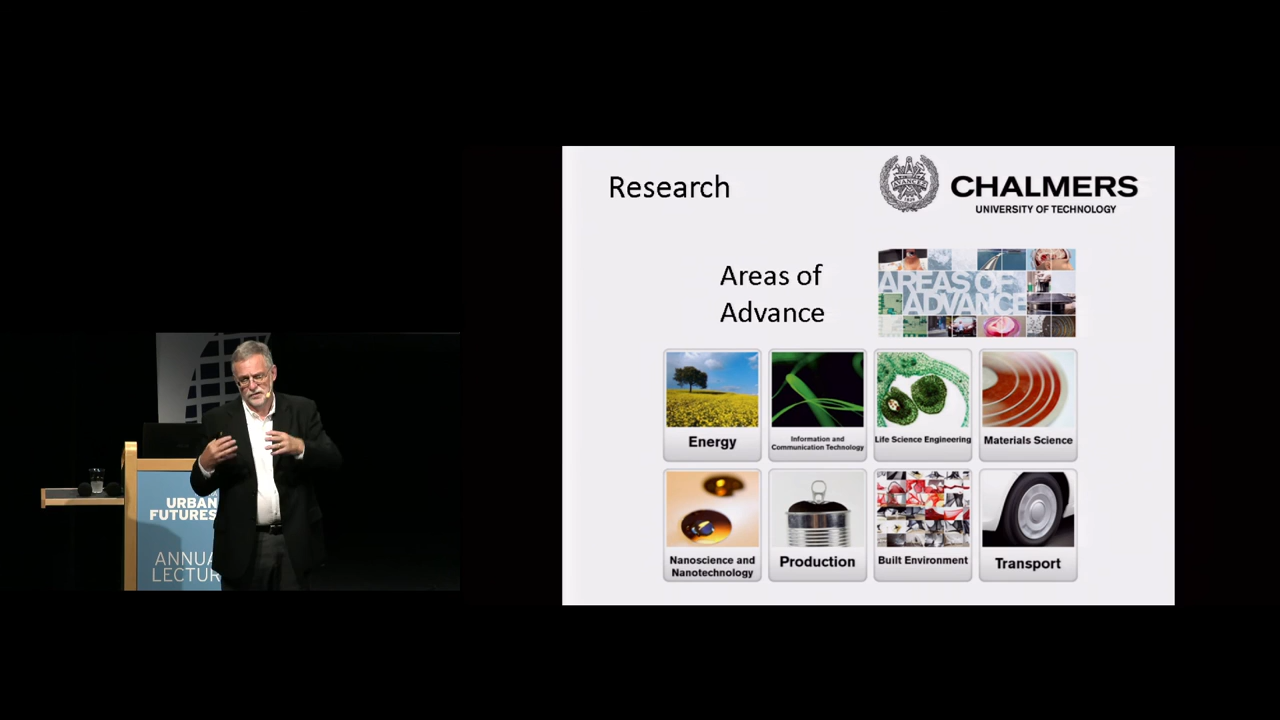 Research
CHALMERS
UNIVERSITY OF TECHNOLOGY
AVANCEZ
Areas of
Advance
AREAS OF
ADVANCE
Energy
Information and
Communication Technology
Life Science Engineering
Materials Science
Nanoscience and
Nanotechnology
Production
Built Environment
Transport
URBAN
FUTURES
ANNUA
LECTUR